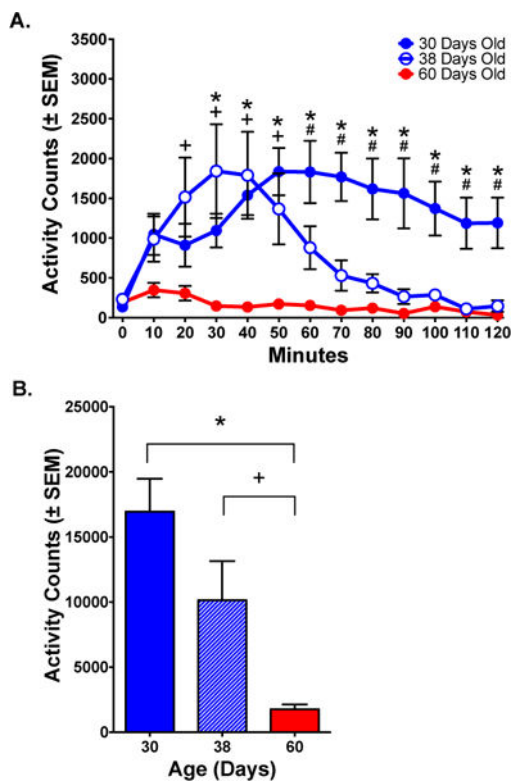 A.
30 Days Old
38 Days Old
60 Days Old
Activity Counts (± SEM)
3500
3000
2500
2000
1500
1000
500
0
+ * + * + * + * # * # * # * # * # * # * #
0 10 20 30 40 50 60 70 80 90 100 110 120
Minutes
B.
Activity Counts (± SEM)
25000
20000
15000
10000
5000
0
*
+
30 38 60
Age (Days)